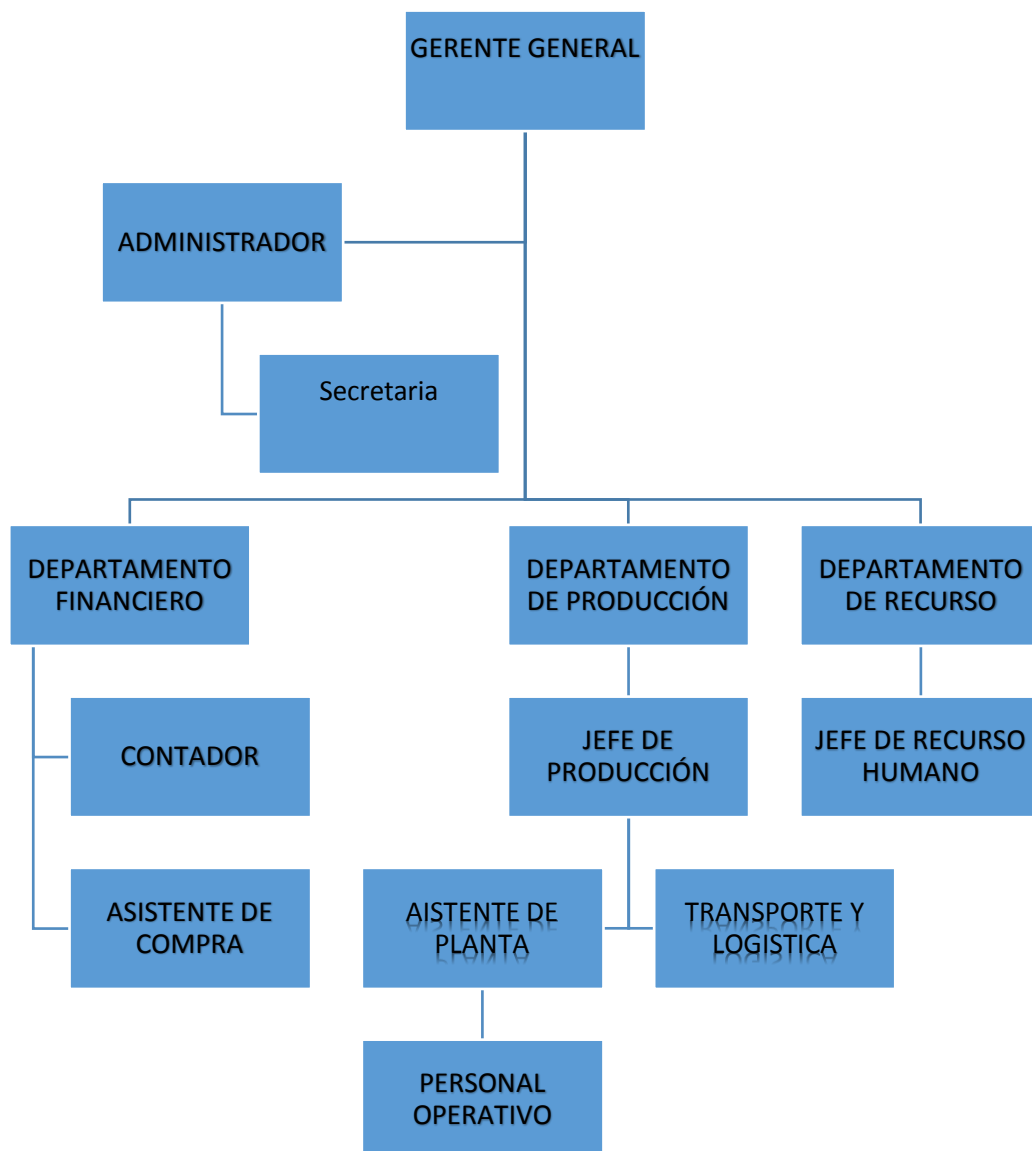 GERENTE GENERAL
ADMINISTRADOR
Secretaria
DEPARTAMENTO
FINANCIERO
DEPARTAMENTO
DE PRODUCCIÓN
DEPARTAMENTO
DE RECURSO
CONTADOR
JEFE DE
PRODUCCIÓN
JEFE DE RECURSO
HUMANO
ASISTENTE DE
COMPRA
AISTENTE DE
PLANTA
TRANSPORTE Y
LOGISTICA
PERSONAL
OPERATIVO